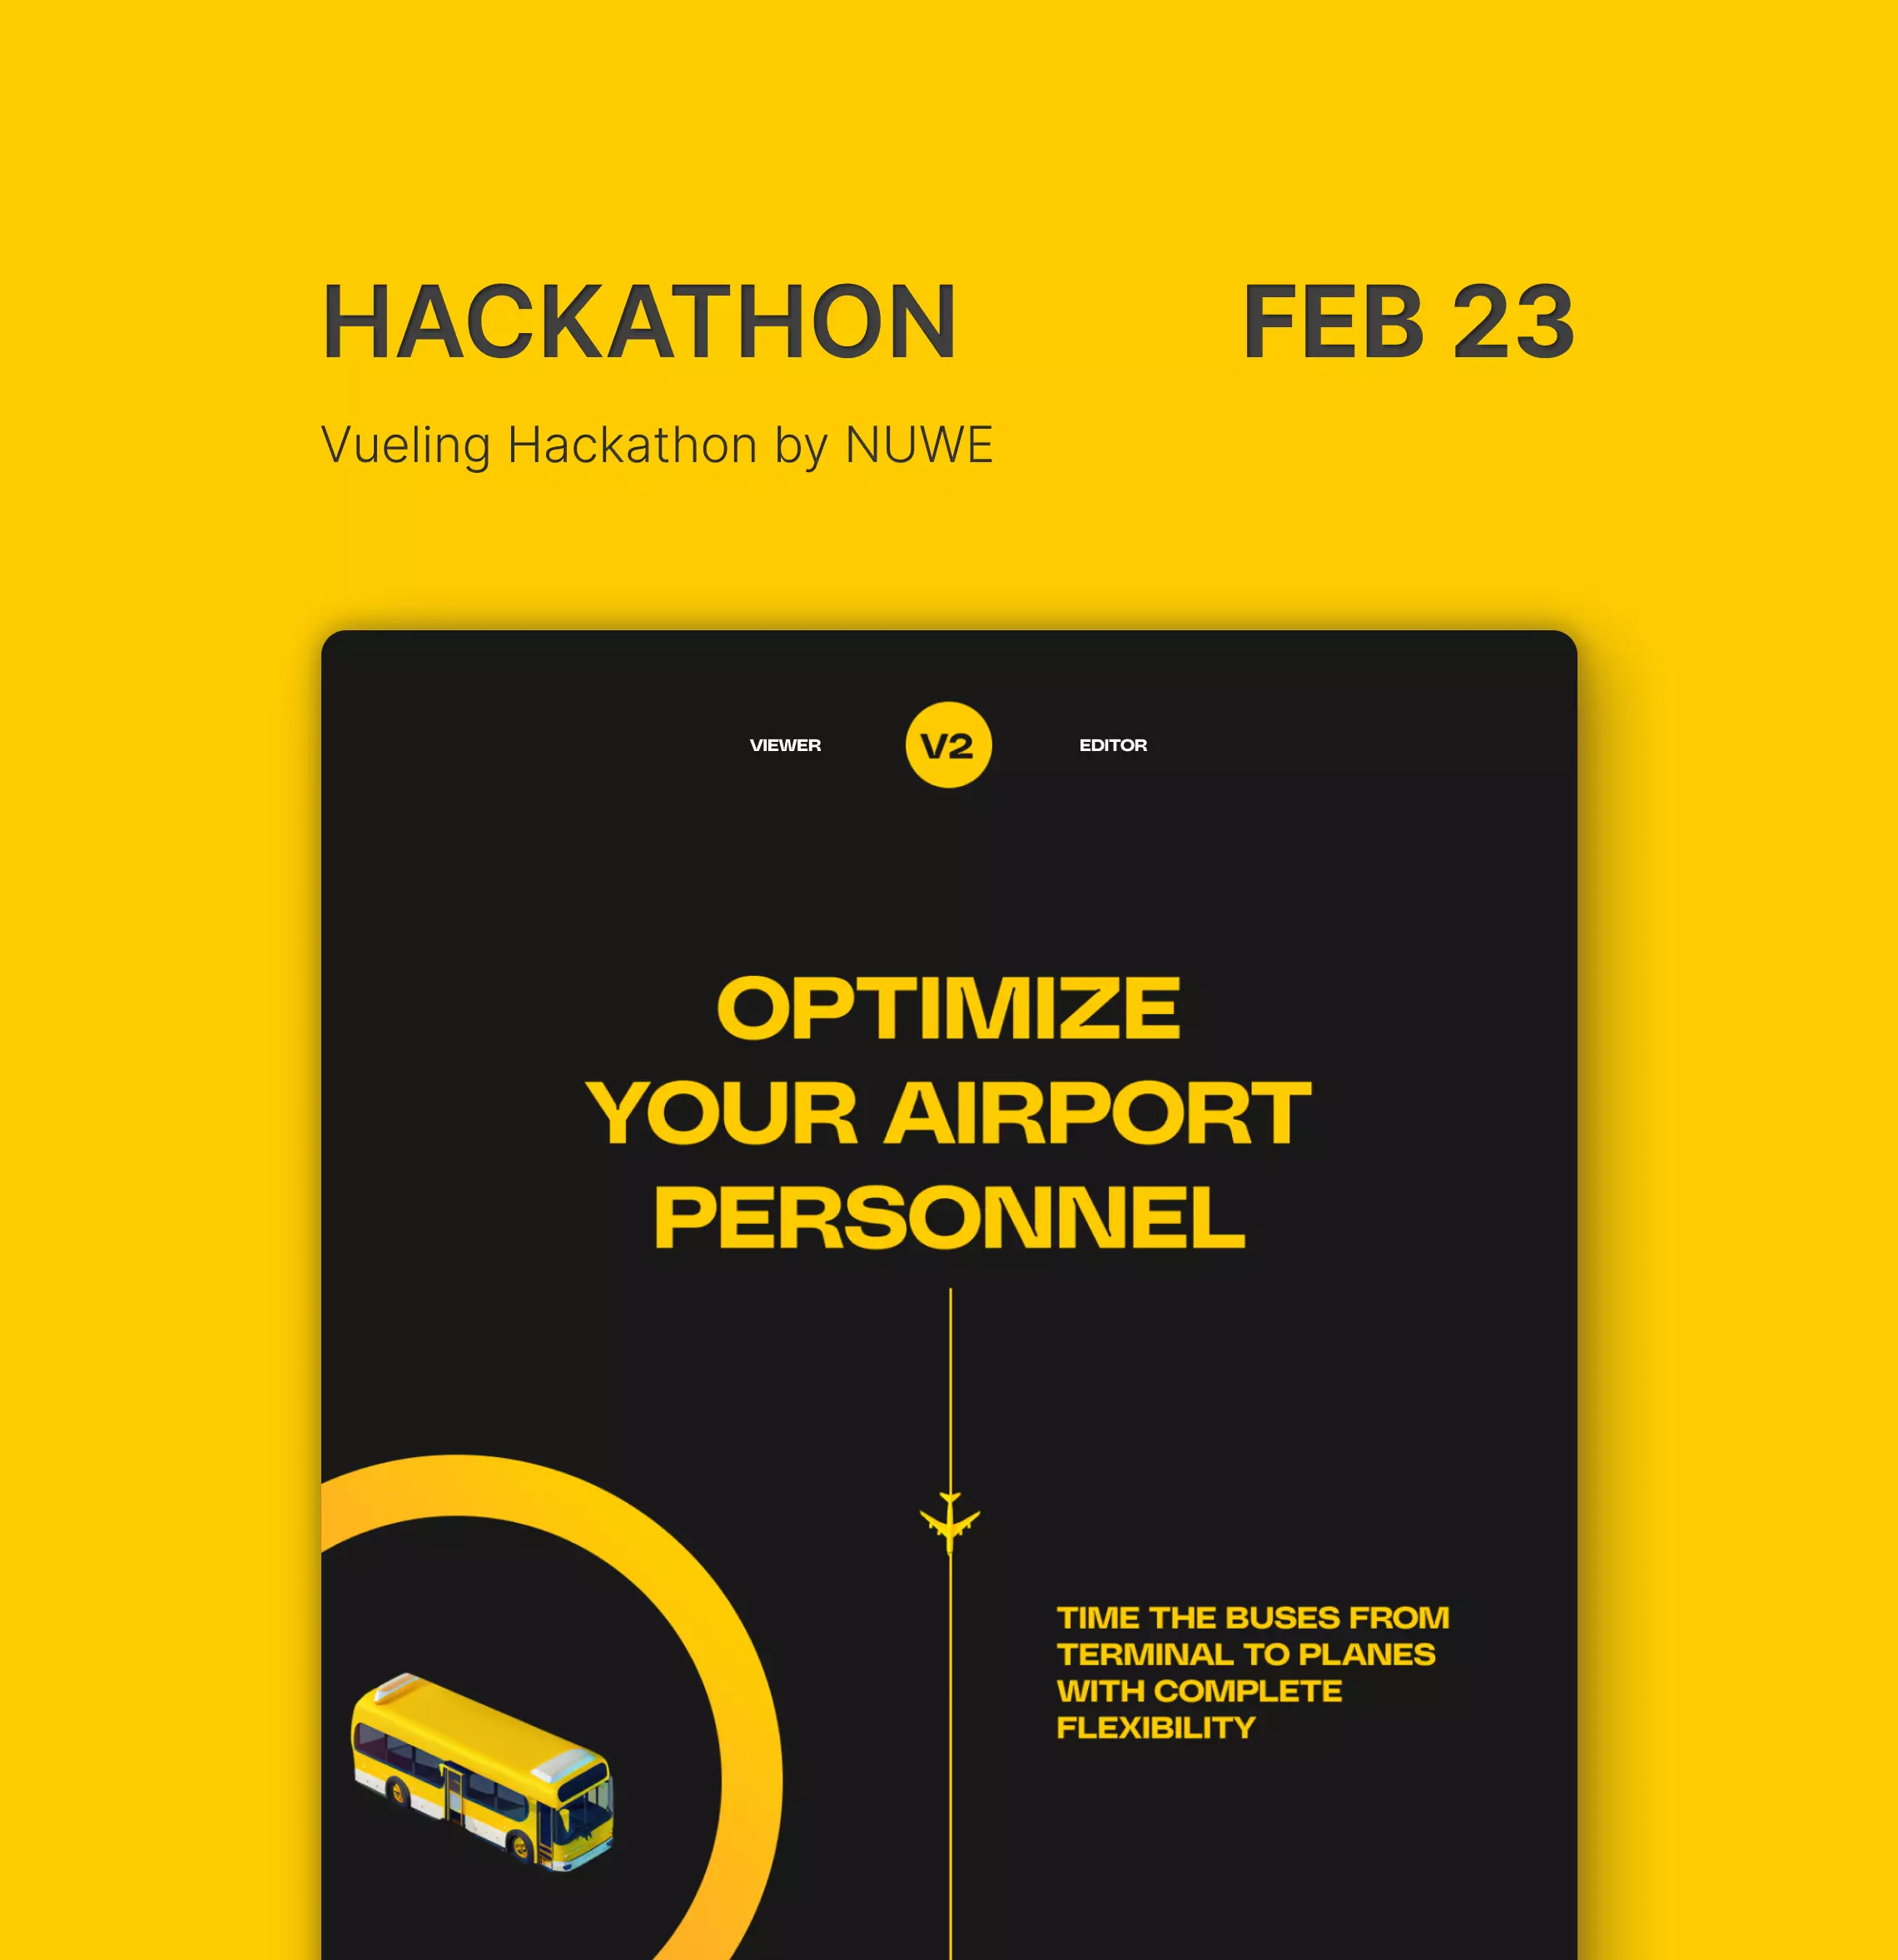 HACKATHON FEB 23
Vueling Hackathon by NUWE
VIEWER V2 EDITOR
OPTIMIZE
YOUR AIRPORT
PERSONNEL
TIME THE BUSES FROM
TERMINAL TO PLANES
WITH COMPLETE
FLEXIBILITY